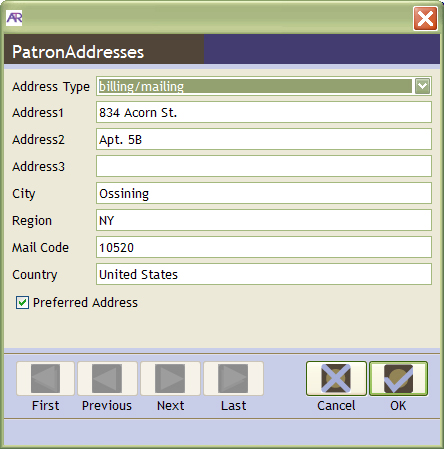 AR
PatronAddresses
Address Type billing/mailing
Address1 834 Acorn St.
Address2 Apt. 5B
Address3
City Ossining
Region NY
Mail Code 10520
Country United States
Preferred Address
First Previous Next Last Cancel OK